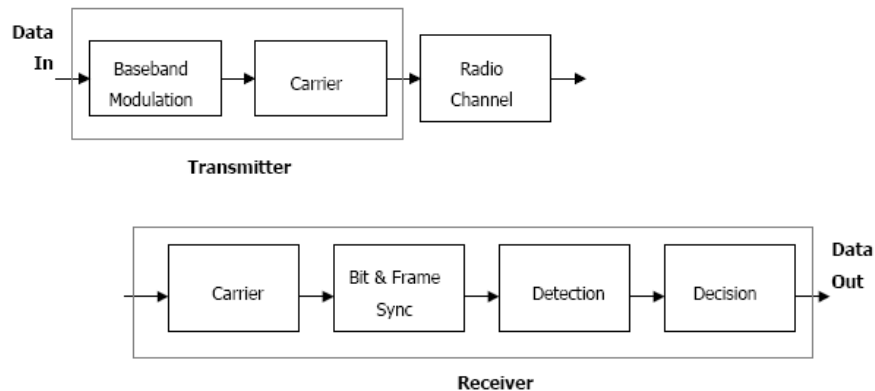 Data
In
Baseband
Modulation
Carrier
Radio
Channel
Transmitter
Carrier
Bit & Frame
Sync
Detection
Decision
Data
Out
Receiver